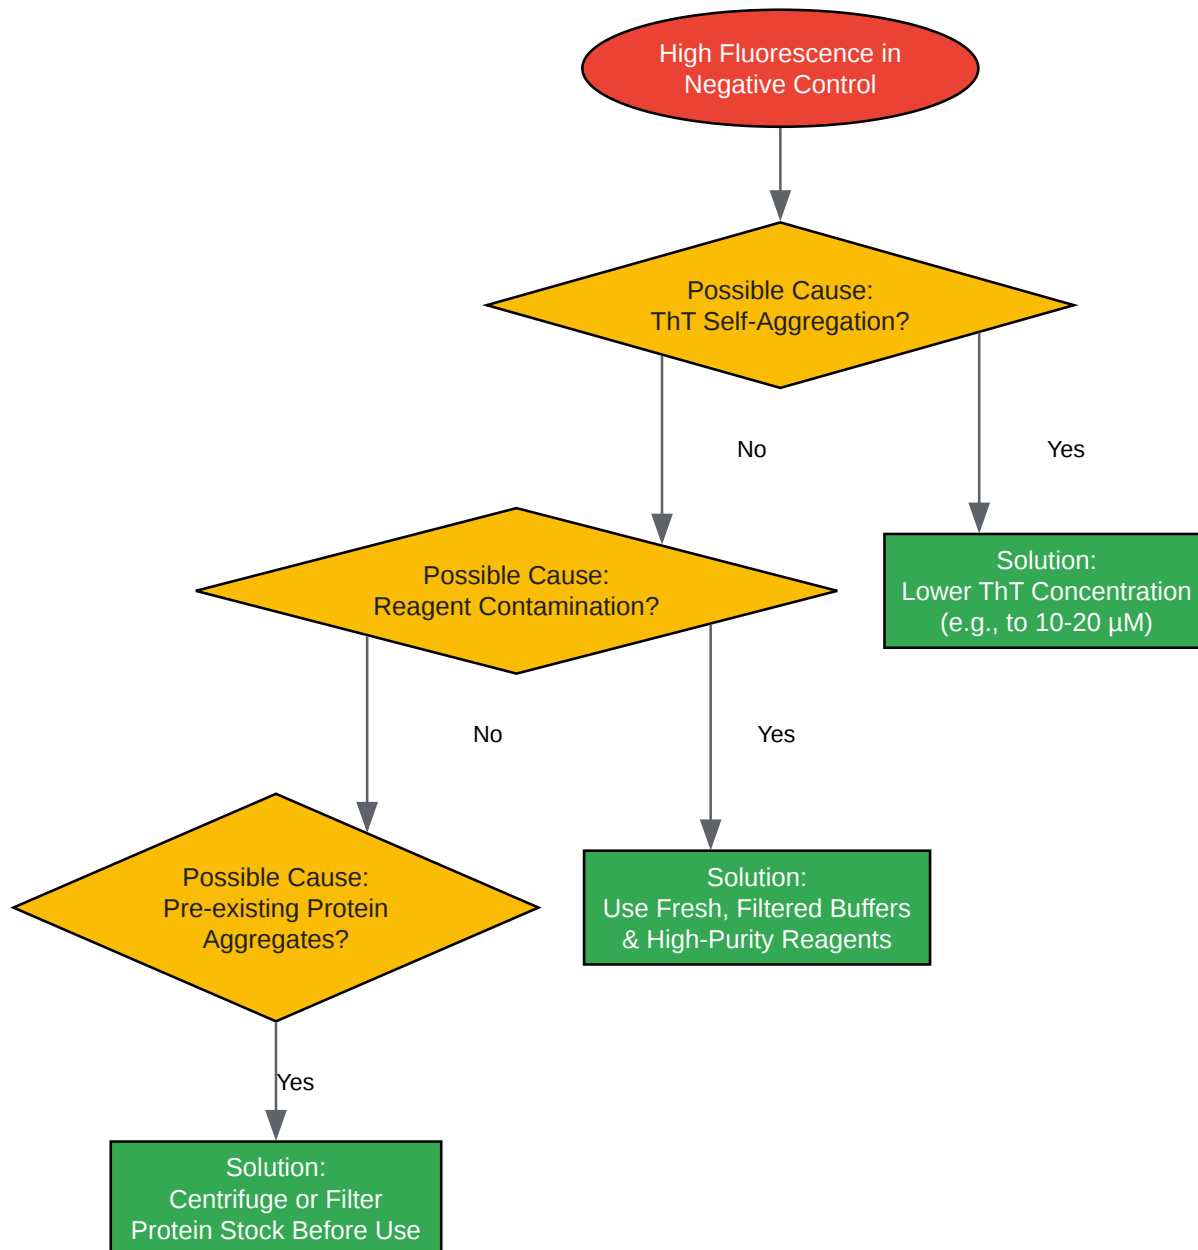 High Fluorescence in
Negative Control
Possible Cause:
ThT Self-Aggregation?
No
Yes
Solution:
Lower ThT Concentration
(e.g., to 10-20 µM)
Possible Cause:
Reagent Contamination?
No
Yes
Solution:
Use Fresh, Filtered Buffers
& High-Purity Reagents
Possible Cause:
Pre-existing Protein
Aggregates?
Yes
Solution:
Centrifuge or Filter
Protein Stock Before Use